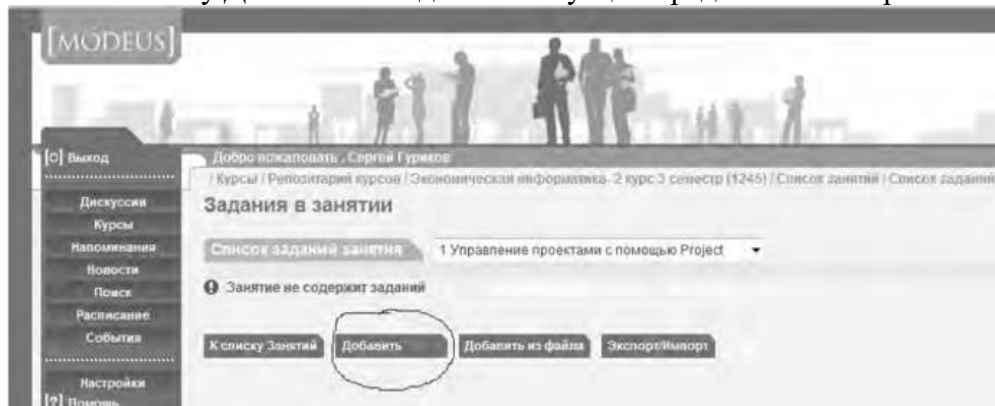 [MODEUS]
[O] Выход
Добро пожаловать , Сергей Гуриков
/ Курсы / Репозитарий курсов / Экономическая информатика- 2 курс 3 семестр (1245) / Список занятий / Список заданий
Дискуссии
Курсы
Напоминания
Новости
Поиск
Расписание
События
Настройки
[?] Помощь
Задания в занятии
Список заданий занятия
1 Управление проектами с помощью Project
Занятие не содержит заданий
К списку Занятий
Добавить
Добавить из файла
Экспорт/Импорт